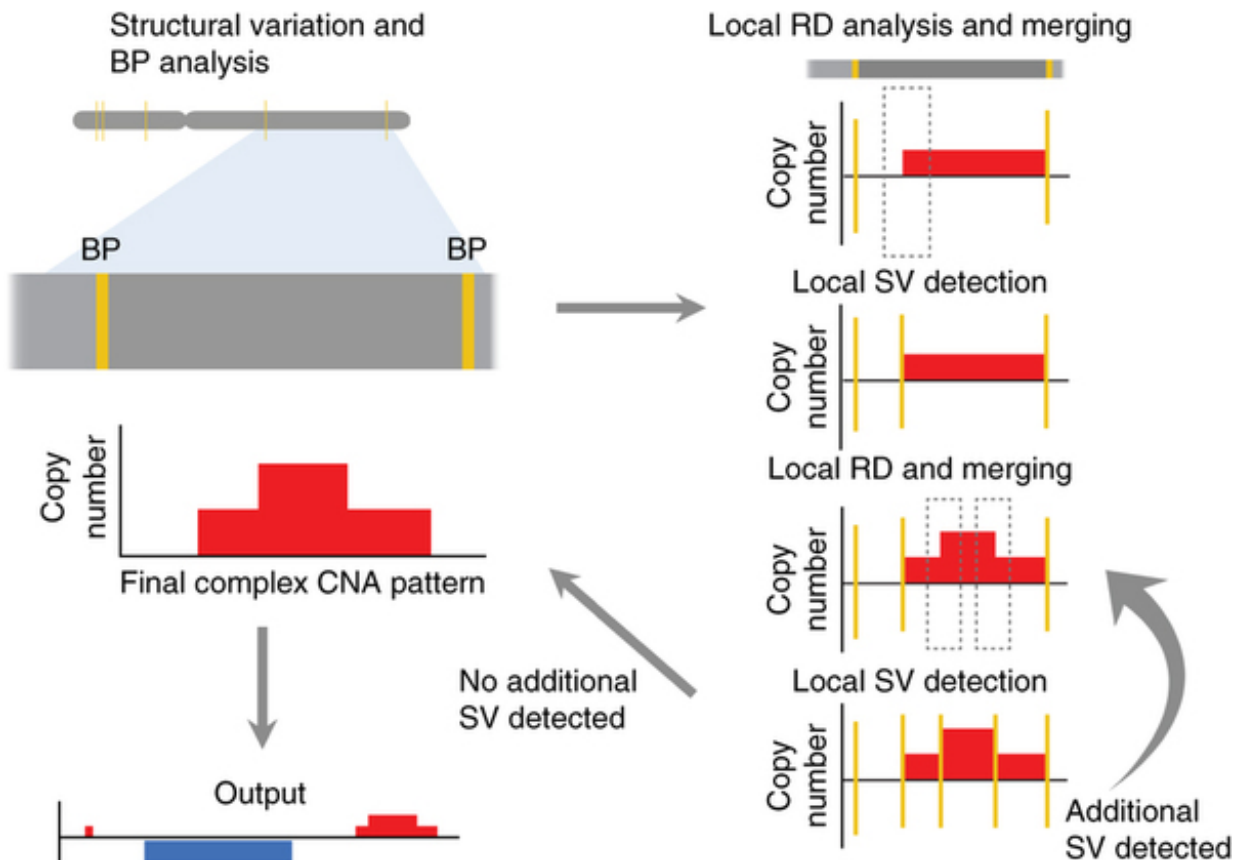 Structural variation and
BP analysis
BP
BP
Copy
number
Final complex CNA pattern
Output
No additional
SV detected
Local RD analysis and merging
Copy
number
Local SV detection
Copy
number
Local RD and merging
Copy
number
Local SV detection
Copy
number
Additional
SV detected